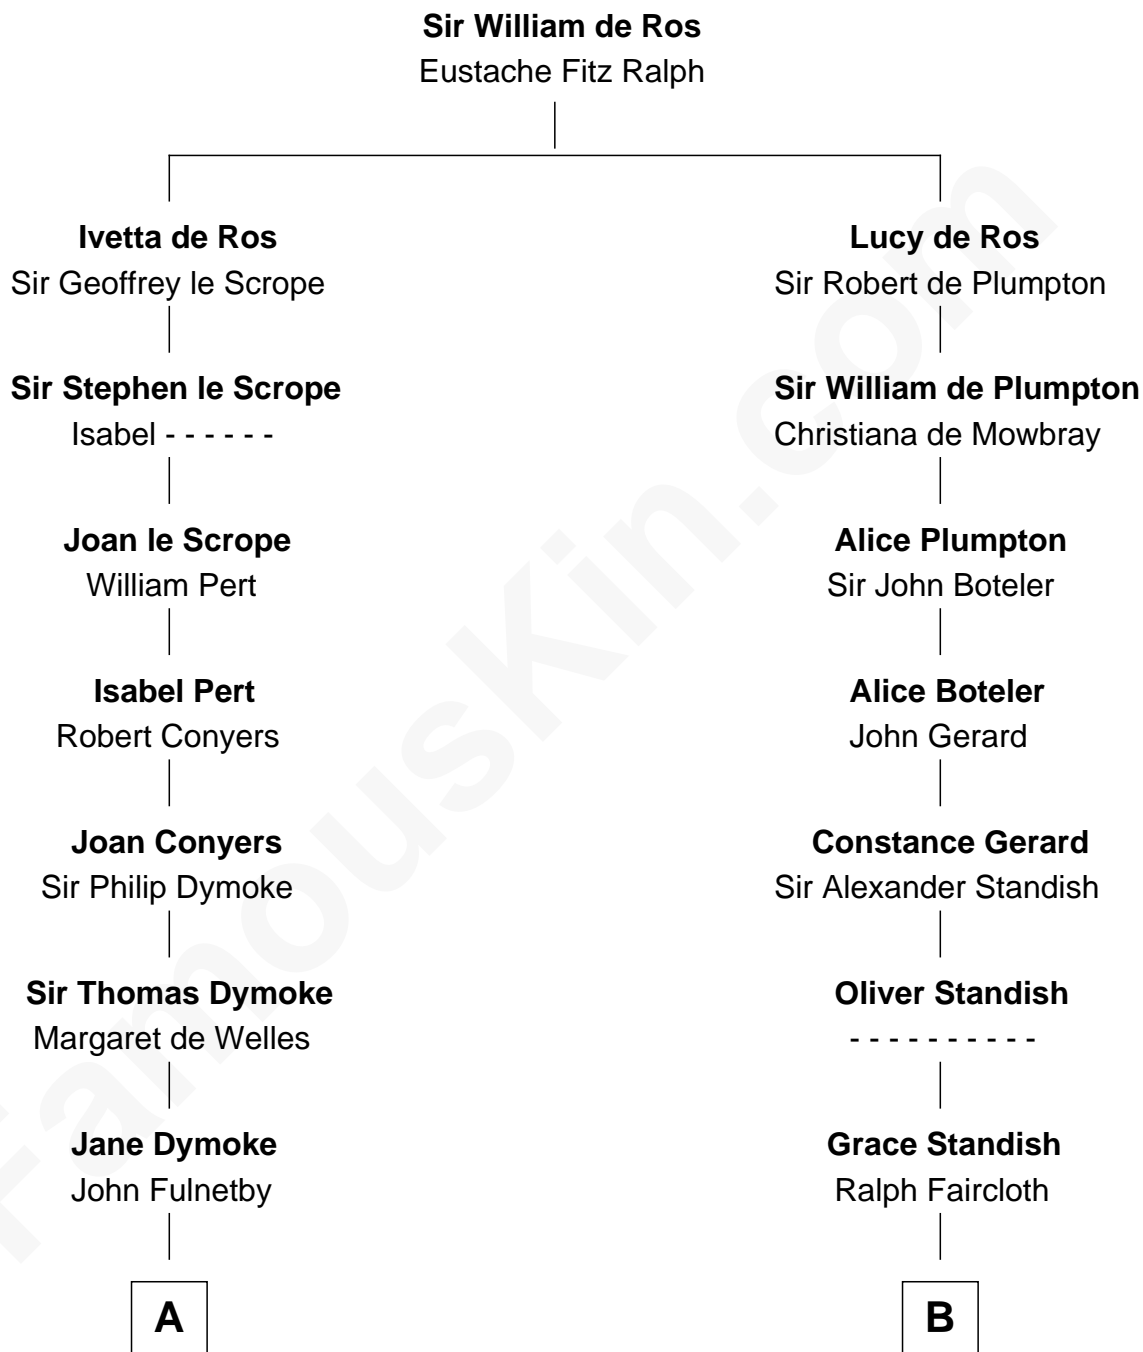 Sir William de Ros
Eustache Fitz Ralph
Ivetta de Ros
Sir Geoffrey le Scrope
Sir Stephen le Scrope
Isabel - - - - - -
Joan le Scrope
William Pert
Isabel Pert
Robert Conyers
Joan Conyers
Sir Philip Dymoke
Sir Thomas Dymoke
Margaret de Welles
Jane Dymoke
John Fulnetby
A
Lucy de Ros
Sir Robert de Plumpton
Sir William de Plumpton
Christiana de Mowbray
Alice Plumpton
Sir John Boteler
Alice Boteler
John Gerard
Constance Gerard
Sir Alexander Standish
Oliver Standish
- - - - - - - - - -
Grace Standish
Ralph Faircloth
B
FamousKin.com